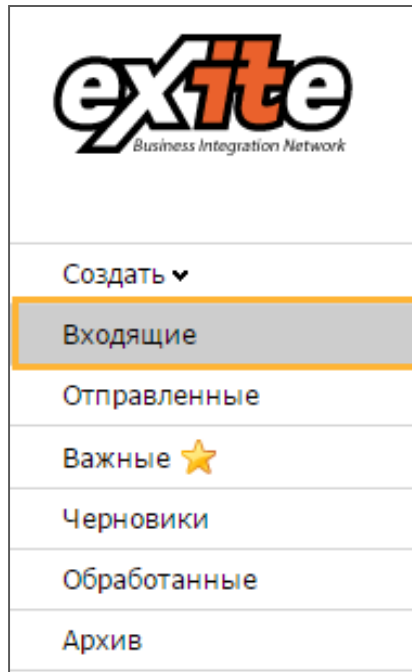 exite
Business Integration Network
Создать
Входящие
Отправленные
Важные
Черновики
Обработанные
Архив